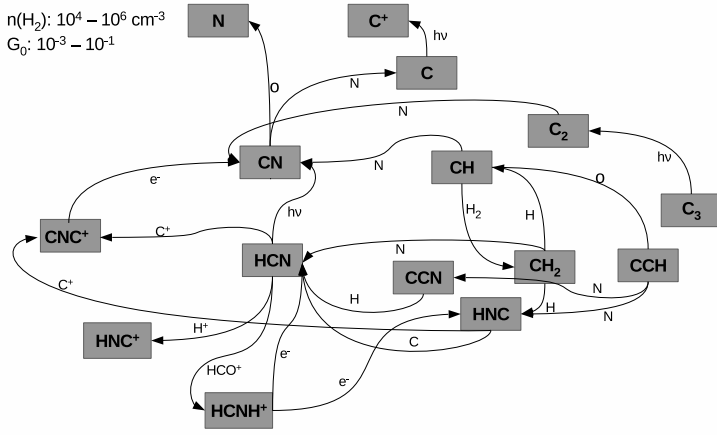 n(H₂): 10⁴ – 10⁶ cm⁻³
G₀: 10⁻³ – 10⁻¹
N
C⁺
hν
C
O
N
N
C₂
hν
CN
N
CH
O
C₃
e⁻
H₂
H
hν
CNC⁺
C⁺
N
HCN
CCN
CH₂
CCH
C⁺
H
N
HNC
H
N
H⁺
HNC⁺
C
e⁻
HCO⁺
e⁻
HCNH⁺